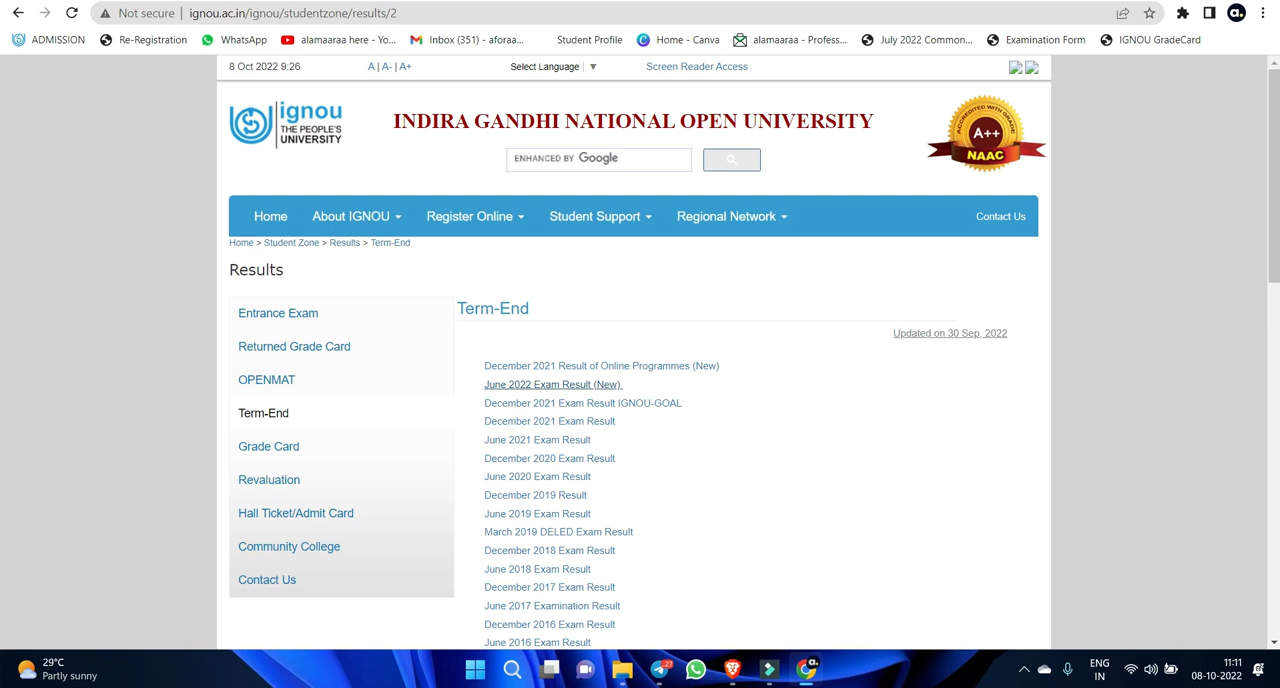 Not secure | ignou.ac.in/ignou/studentzone/results/2
ADMISSION Re-Registration WhatsApp alamaaraa here - Yo... Inbox (351) - aforaa... Student Profile Home - Canva alamaaraa - Profess... July 2022 Common... Examination Form IGNOU GradeCard
8 Oct 2022 9:26 A | A- | A+ Select Language ▼ Screen Reader Access
ignou
THE PEOPLE'S
UNIVERSITY
INDIRA GANDHI NATIONAL OPEN UNIVERSITY
ENHANCED BY Google
ACCREDITED WITH GRADE
A++
NAAC
Home About IGNOU Register Online Student Support Regional Network Contact Us
Home > Student Zone > Results > Term-End
Results
Entrance Exam
Returned Grade Card
OPENMAT
Term-End
Grade Card
Revaluation
Hall Ticket/Admit Card
Community College
Contact Us
Term-End
Updated on 30 Sep, 2022
December 2021 Result of Online Programmes (New)
June 2022 Exam Result (New)
December 2021 Exam Result IGNOU-GOAL
December 2021 Exam Result
June 2021 Exam Result
December 2020 Exam Result
June 2020 Exam Result
December 2019 Result
June 2019 Exam Result
March 2019 DELED Exam Result
December 2018 Exam Result
June 2018 Exam Result
December 2017 Exam Result
June 2017 Examination Result
December 2016 Exam Result
June 2016 Exam Result
29°C
Partly sunny
27
ENG
IN
11:11
08-10-2022